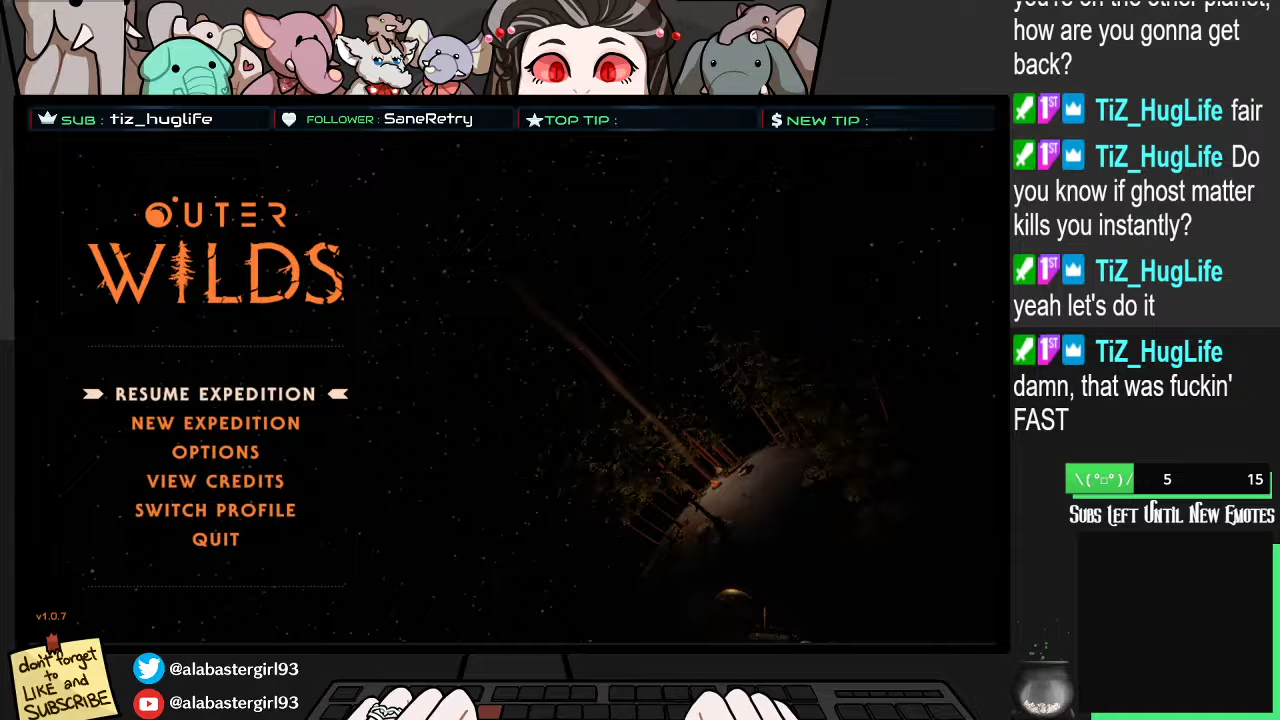 you're on the other planet,
how are you gonna get
back?
TiZ_HugLife fair
TiZ_HugLife Do
you know if ghost matter
kills you instantly?
TiZ_HugLife
yeah let's do it
TiZ_HugLife
damn, that was fuckin'
FAST
SUB : tiz_huglife
FOLLOWER : SaneRetry
TOP TIP :
$ NEW TIP :
OUTER
WILDS
RESUME EXPEDITION
NEW EXPEDITION
OPTIONS
VIEW CREDITS
SWITCH PROFILE
QUIT
v1.0.7
\(°□°)/ 5 15
SUBS LEFT UNTIL NEW EMOTES
don't forget
to
LIKE and
SUBSCRIBE
@alabastergirl93
@alabastergirl93